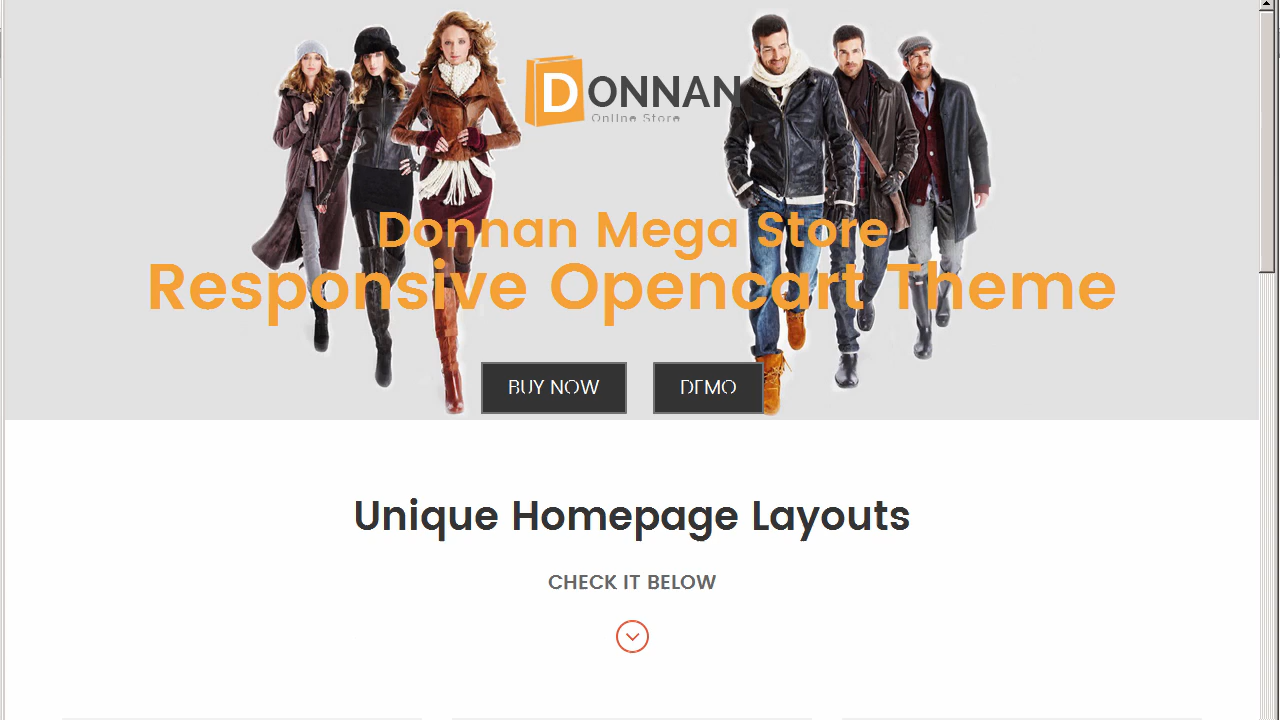 DONNAN
Online Store
Donnan Mega Store
Responsive Opencart Theme
BUY NOW
DEMO
Unique Homepage Layouts
CHECK IT BELOW